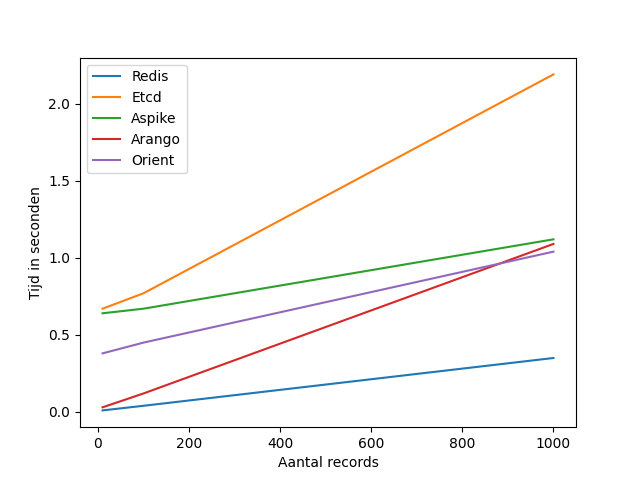 Redis
Etcd
Aspike
Arango
Orient
2.0
1.5
1.0
0.5
0.0
Tijd in seconden
0
200
400
600
800
1000
Aantal records